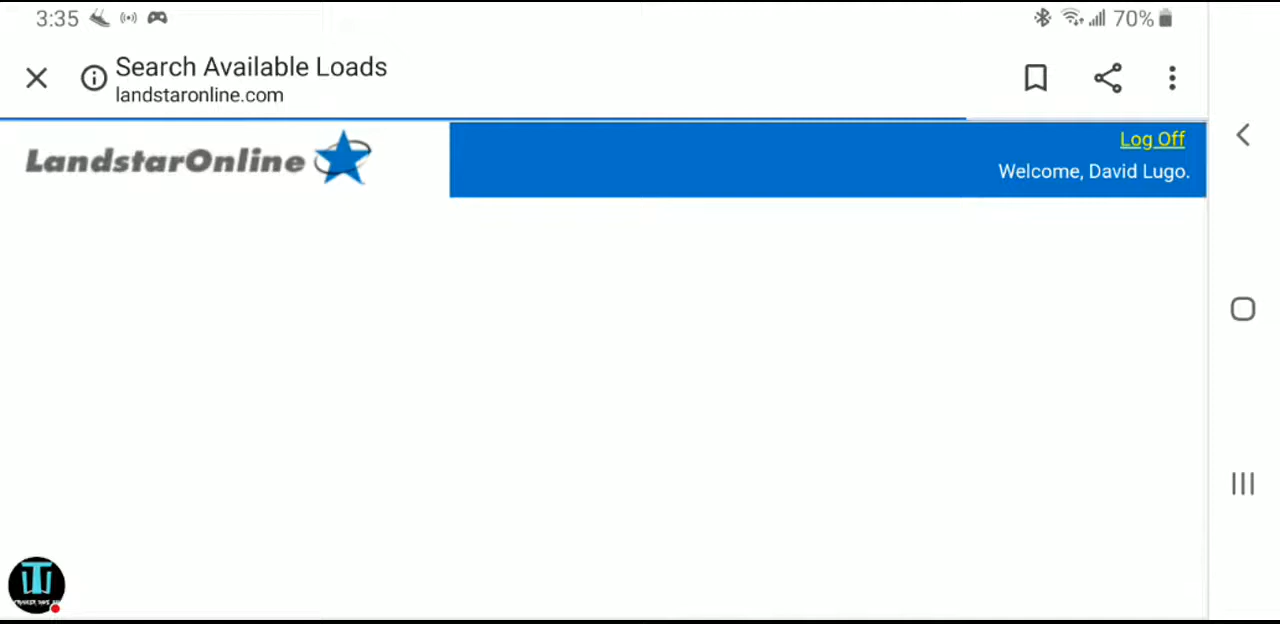 3:35
70%
Search Available Loads
landstaronline.com
LandstarOnline
Log Off
Welcome, David Lugo.